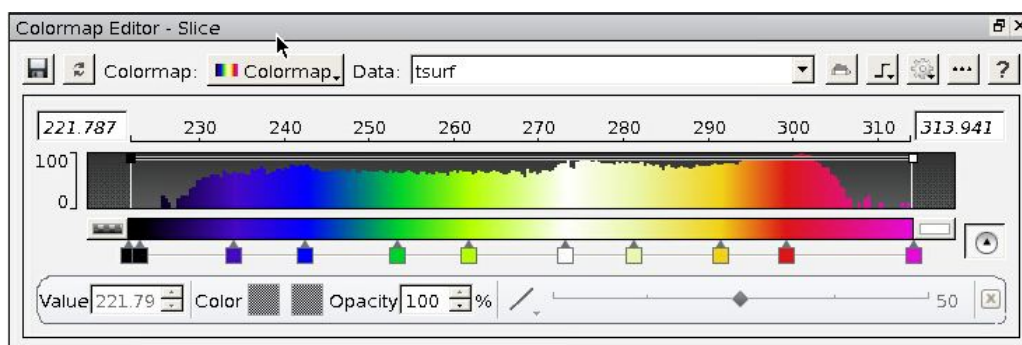 Colormap Editor - Slice
Colormap: Colormap Data: tsurf ... ?
221.787 230 240 250 260 270 280 290 300 310 313.941
100
0
Value 221.79 Color Opacity 100 % 50